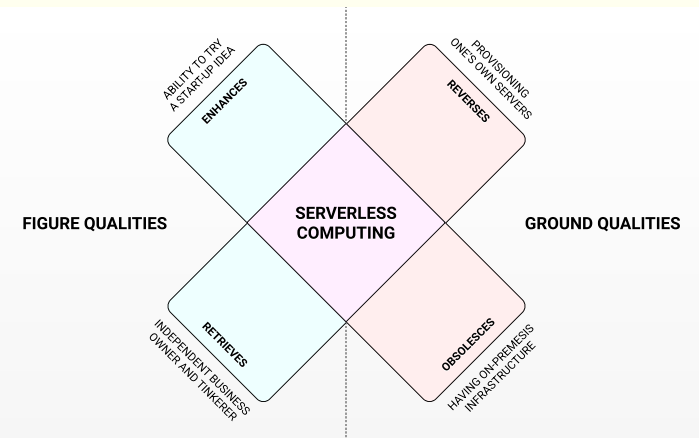 ABILITY TO TRY
A START-UP IDEA
ENHANCES
PROVISIONING
ONE'S OWN SERVERS
REVERSES
FIGURE QUALITIES
SERVERLESS
COMPUTING
GROUND QUALITIES
RETRIEVES
INDEPENDENT BUSINESS
OWNER AND TINKERER
OBSOLESCES
HAVING ON-PREMESIS
INFRASTRUCTURE